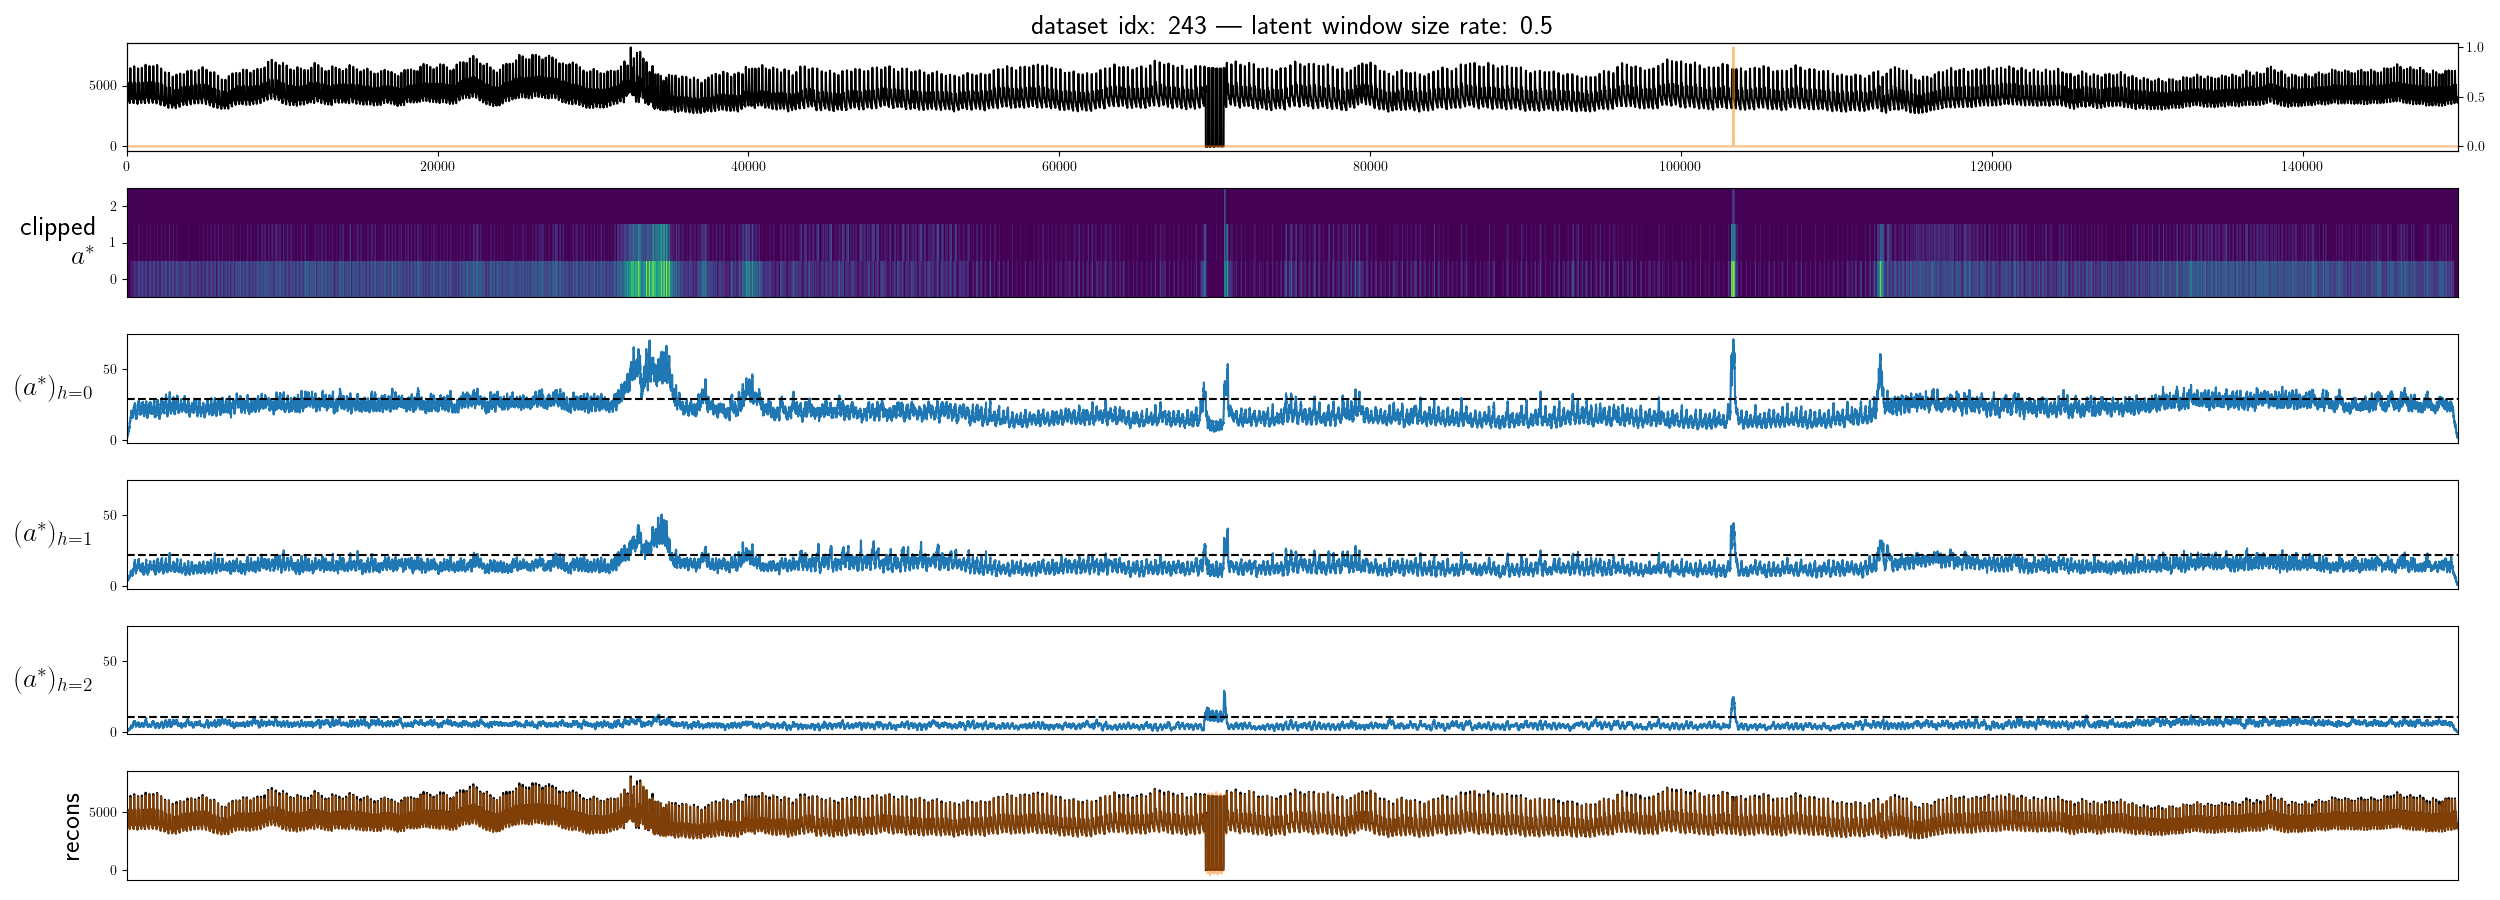 dataset idx: 243 — latent window size rate: 0.5
5000
0
1.0
0.5
0.0
0 20000 40000 60000 80000 100000 120000 140000
clipped
a*
2
1
0
(a*)h=0
50
0
(a*)h=1
50
0
(a*)h=2
50
0
recons
5000
0